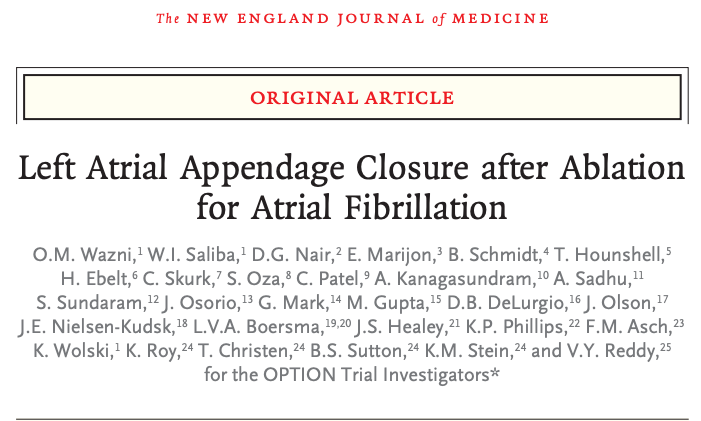 The NEW ENGLAND JOURNAL of MEDICINE
ORIGINAL ARTICLE
Left Atrial Appendage Closure after Ablation
for Atrial Fibrillation
O.M. Wazni,1 W.I. Saliba,1 D.G. Nair,2 E. Marijon,3 B. Schmidt,4 T. Hounshell,5
H. Ebelt,6 C. Skurk,7 S. Oza,8 C. Patel,9 A. Kanagasundram,10 A. Sadhu,11
S. Sundaram,12 J. Osorio,13 G. Mark,14 M. Gupta,15 D.B. DeLurgio,16 J. Olson,17
J.E. Nielsen-Kudsk,18 L.V.A. Boersma,19,20 J.S. Healey,21 K.P. Phillips,22 F.M. Asch,23
K. Wolski,1 K. Roy,24 T. Christen,24 B.S. Sutton,24 K.M. Stein,24 and V.Y. Reddy,25
for the OPTION Trial Investigators*